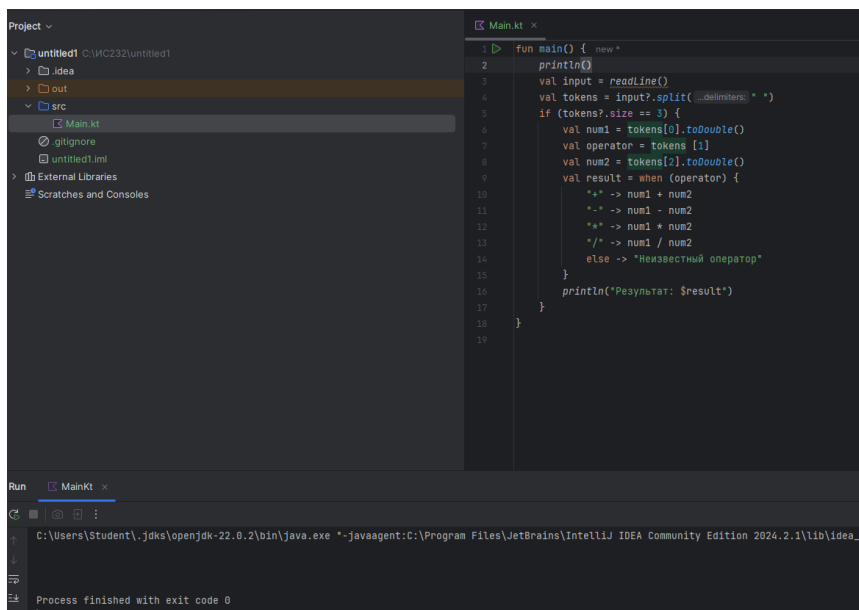 Project
Main.kt
untitled1 C:\ИС232\untitled1
.idea
out
src
Main.kt
.gitignore
untitled1.iml
External Libraries
Scratches and Consoles
1 fun main() { new *
2 println()
3 val input = readLine()
4 val tokens = input?.split( ...delimiters: " ")
5 if (tokens?.size == 3) {
6 val num1 = tokens[0].toDouble()
7 val operator = tokens [1]
8 val num2 = tokens[2].toDouble()
9 val result = when (operator) {
10 "+" -> num1 + num2
11 "-" -> num1 - num2
12 "*" -> num1 * num2
13 "/" -> num1 / num2
14 else -> "Неизвестный оператор"
15 }
16 println("Результат: $result")
17 }
18 }
19
Run MainKt
C:\Users\Student\.jdks\openjdk-22.0.2\bin\java.exe "-javaagent:C:\Program Files\JetBrains\IntelliJ IDEA Community Edition 2024.2.1\lib\idea_
Process finished with exit code 0